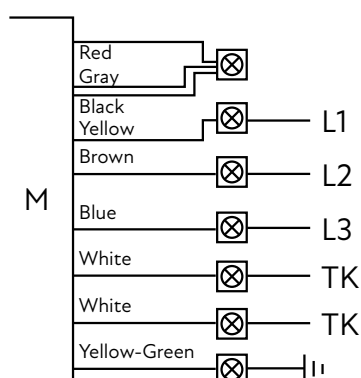 Red
Gray
Black
Yellow
L1
Brown
L2
M
Blue
L3
White
TK
White
TK
Yellow-Green